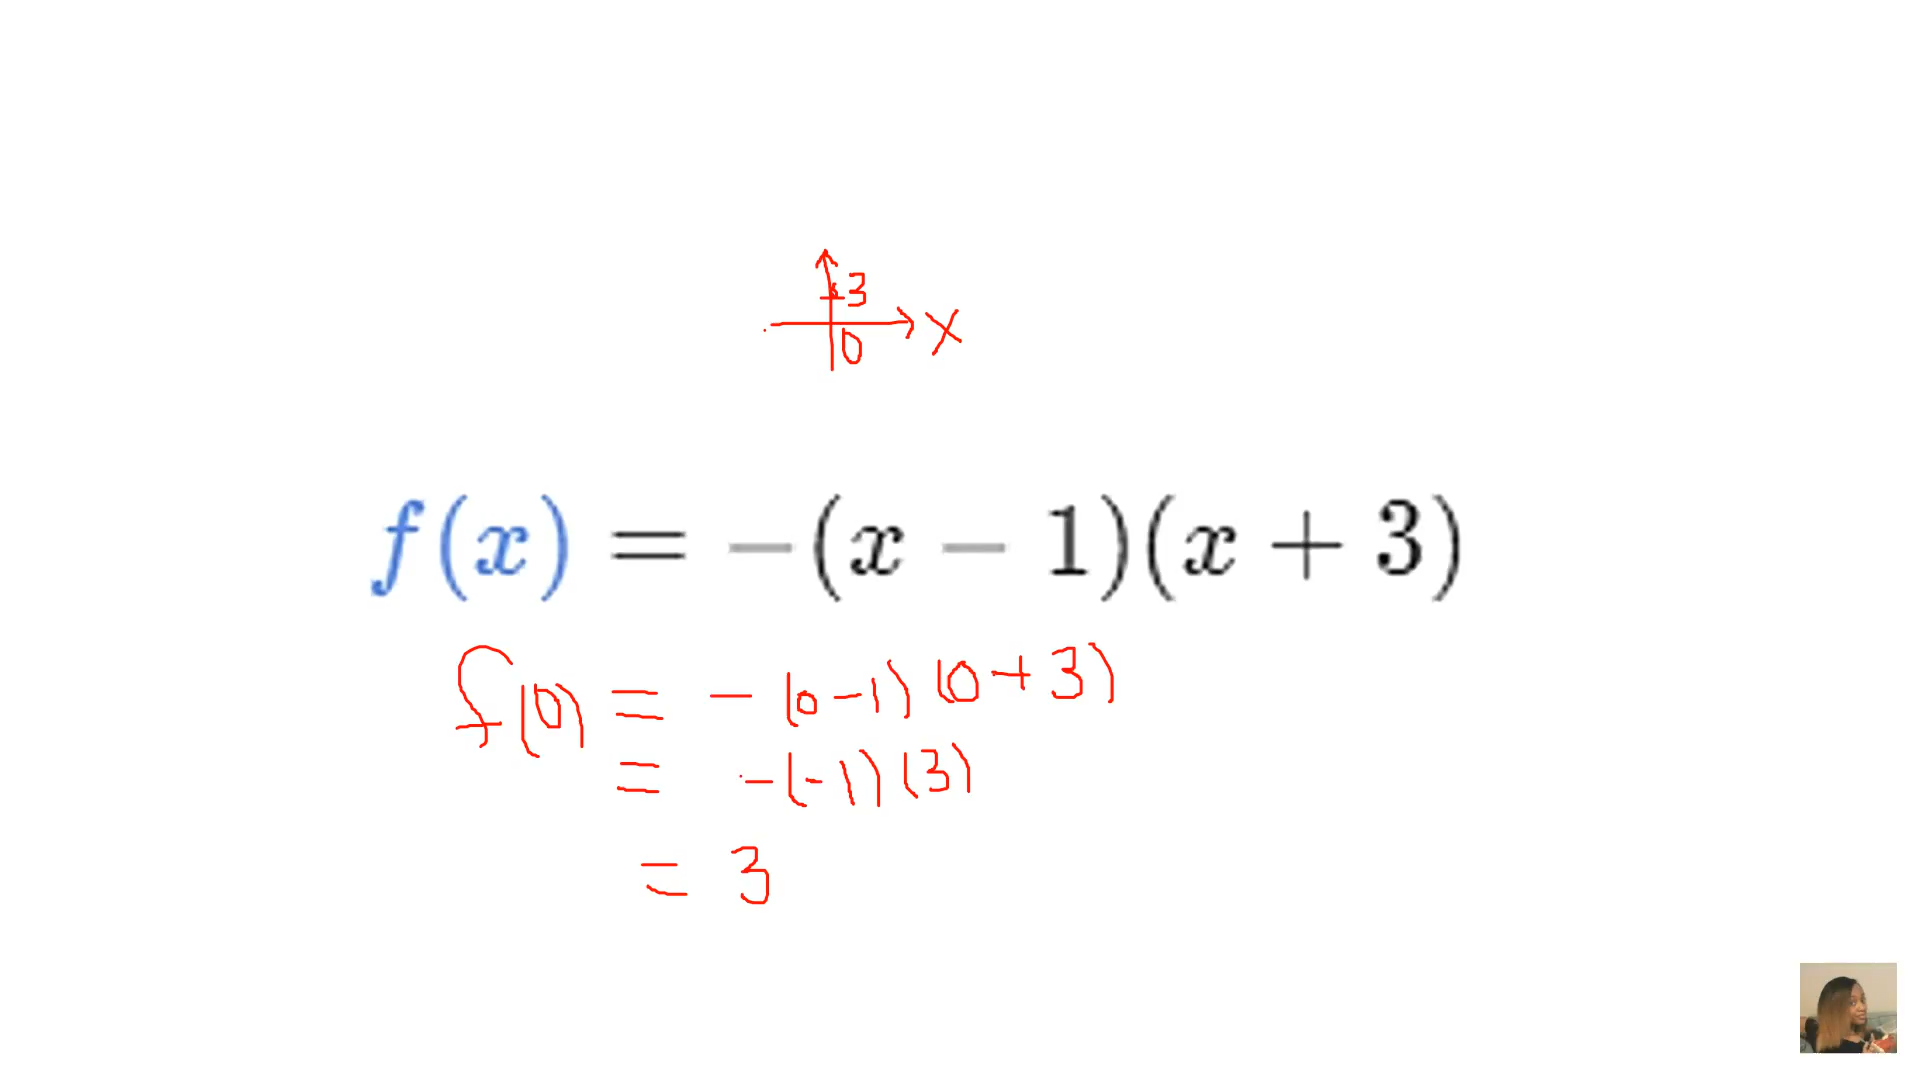 3
X
0
f(x) = −(x − 1)(x + 3)
f(0) = -(0-1)(0+3)
= -(-1)(3)
= 3